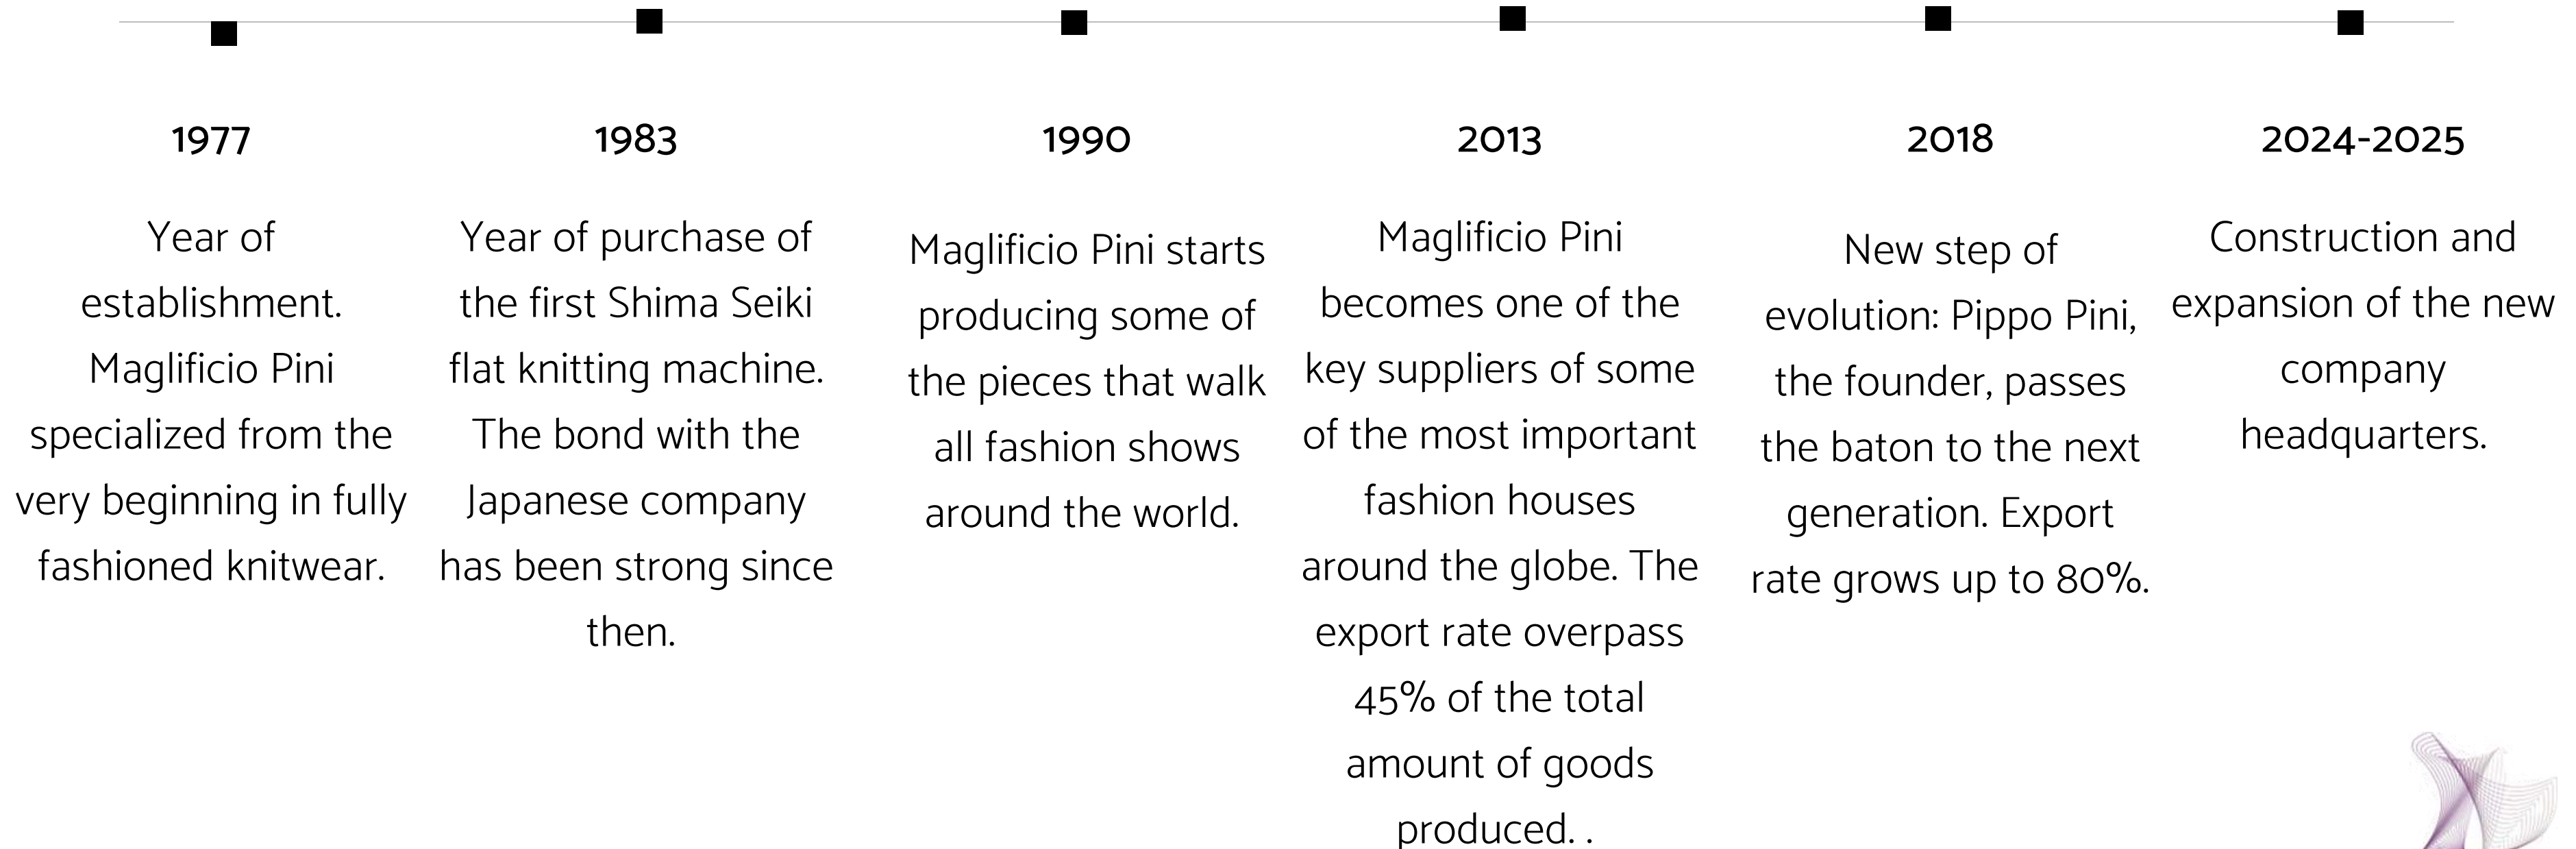 1977
Year of
establishment.
Maglificio Pini
specialized from the
very beginning in fully
fashioned knitwear.
1983
Year of purchase of
the first Shima Seiki
flat knitting machine.
The bond with the
Japanese company
has been strong since
then.
1990
Maglificio Pini starts
producing some of
the pieces that walk
all fashion shows
around the world.
2013
Maglificio Pini
becomes one of the
key suppliers of some
of the most important
fashion houses
around the globe. The
export rate overpass
45% of the total
amount of goods
produced. .
2018
New step of
evolution: Pippo Pini,
the founder, passes
the baton to the next
generation. Export
rate grows up to 80%.
2024-2025
Construction and
expansion of the new
company
headquarters.